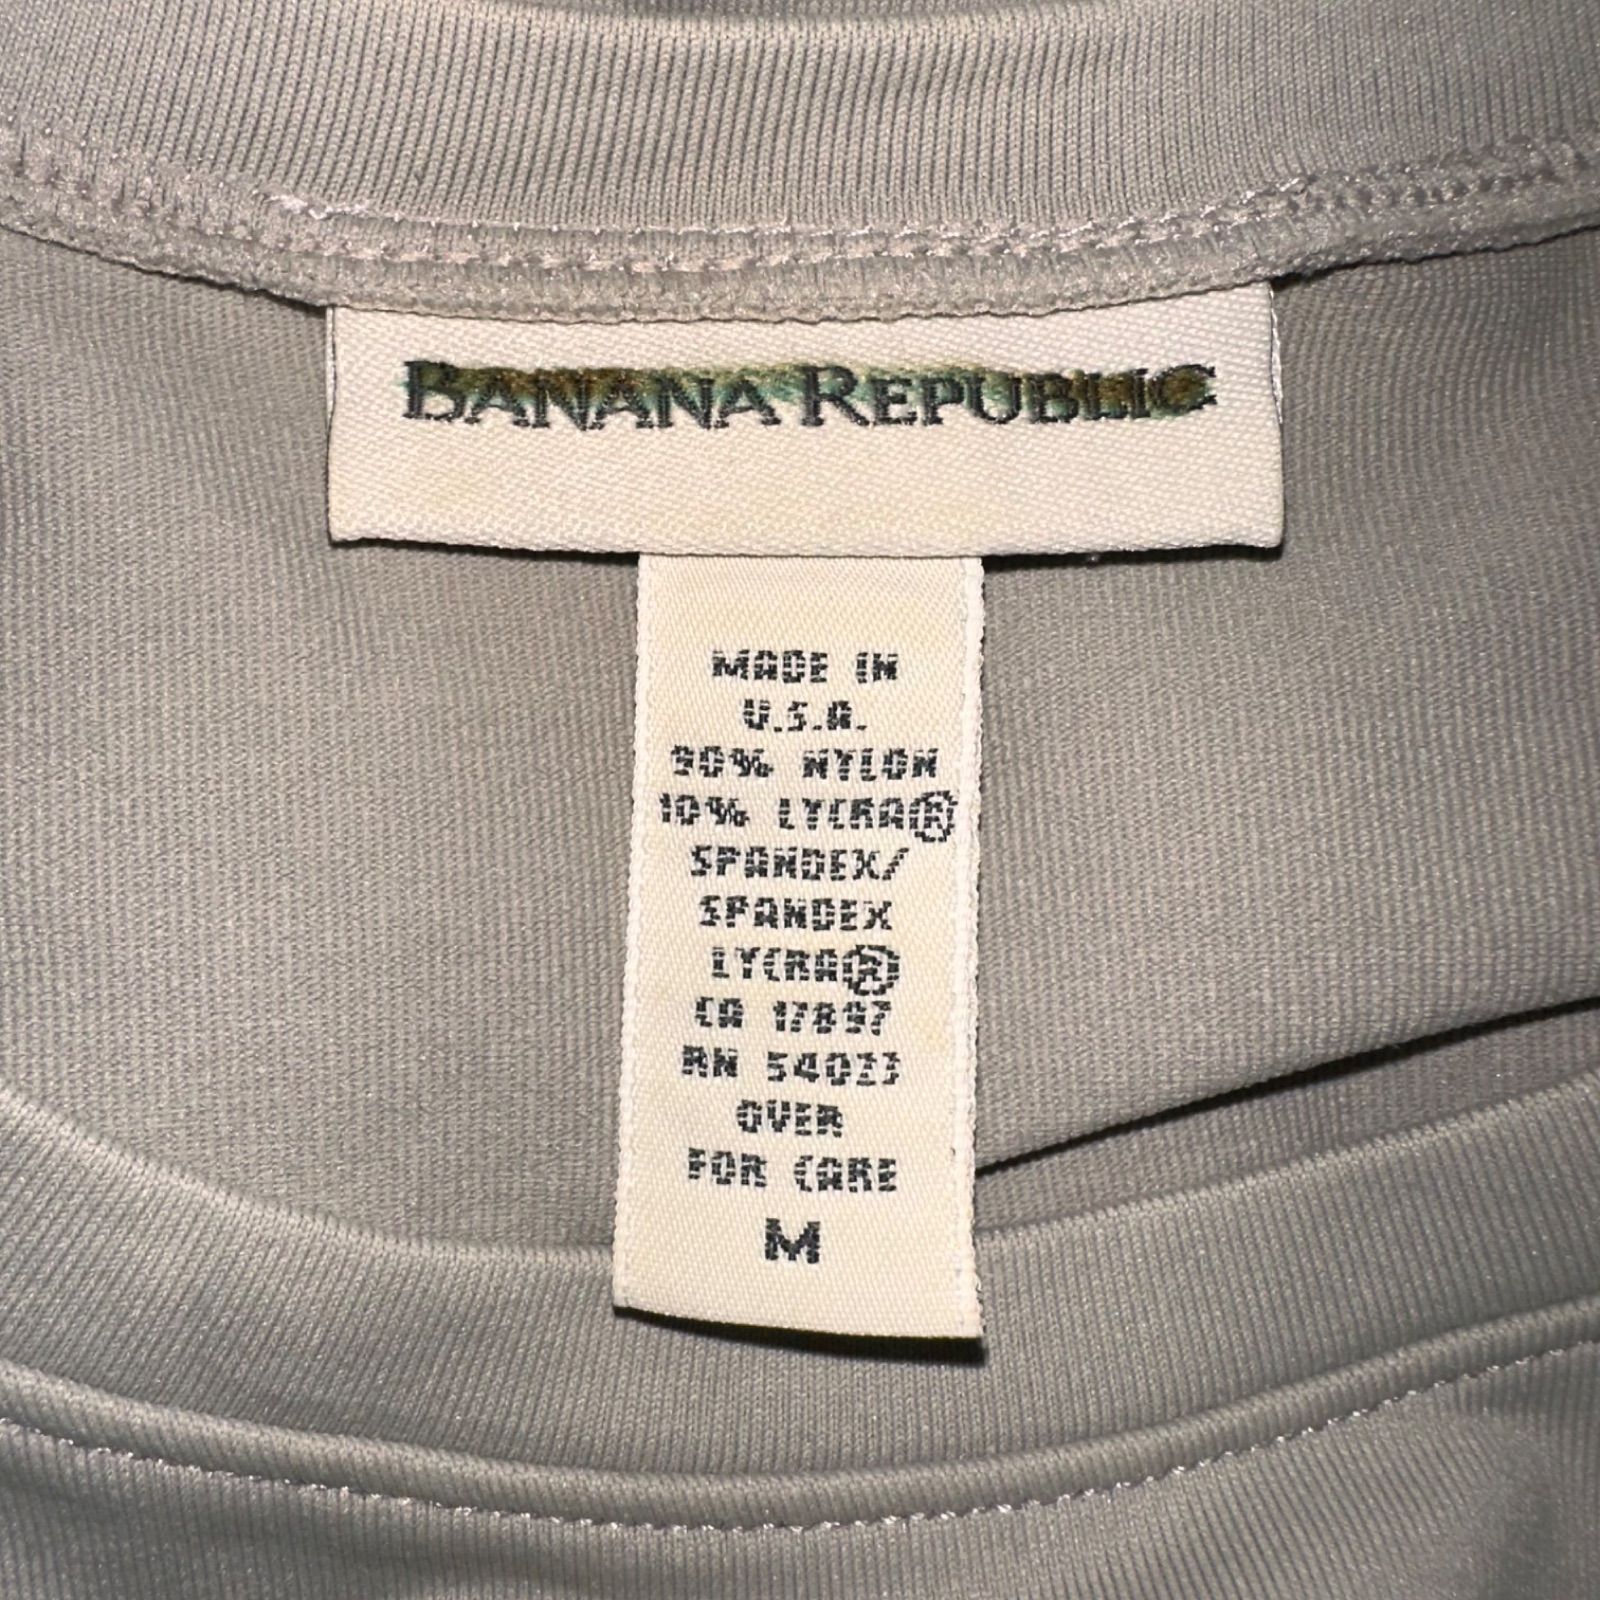 BANANA REPUBLIC
MADE IN
U.S.A.
90% NYLON
10% LYCRA®
SPANDEX/
SPANDEX
LYCRA®
CA 17897
RN 54023
OVER
FOR CARE
M